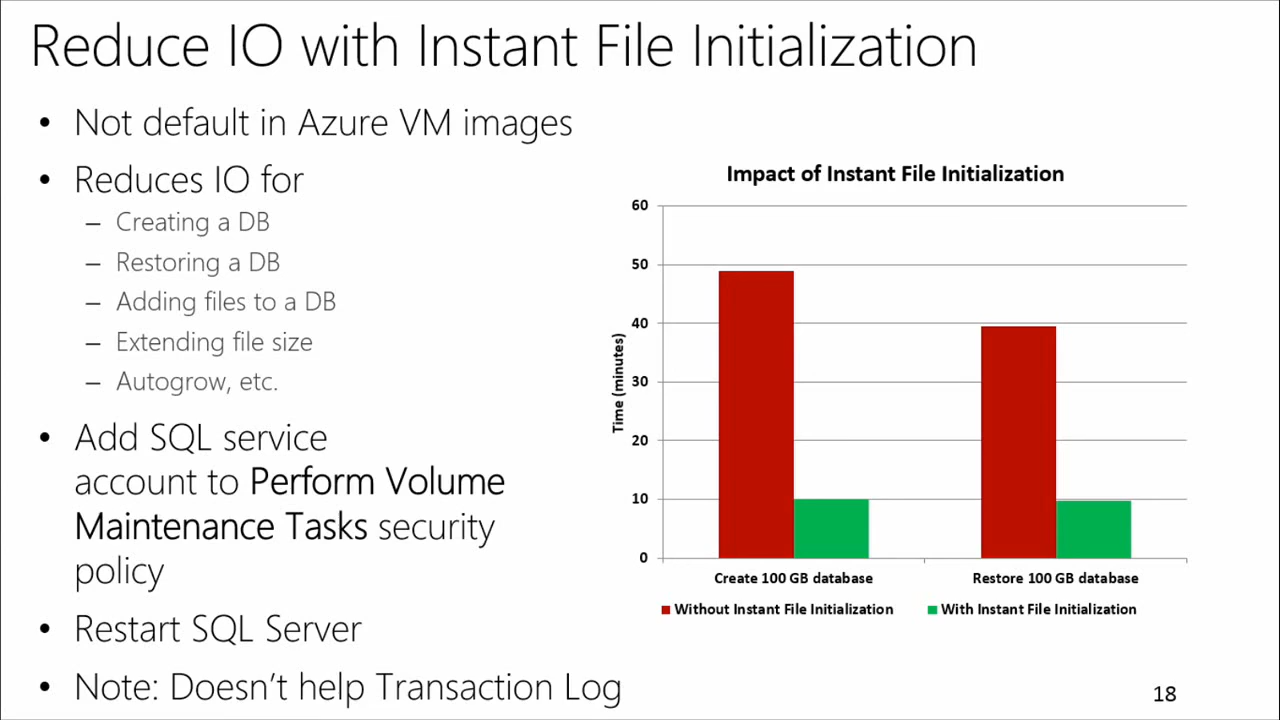 Reduce IO with Instant File Initialization
• Not default in Azure VM images
• Reduces IO for
– Creating a DB
– Restoring a DB
– Adding files to a DB
– Extending file size
– Autogrow, etc.
• Add SQL service
account to Perform Volume
Maintenance Tasks security
policy
• Restart SQL Server
• Note: Doesn't help Transaction Log
Impact of Instant File Initialization
Time (minutes)
60
50
40
30
20
10
0
Create 100 GB database
Restore 100 GB database
Without Instant File Initialization
With Instant File Initialization
18